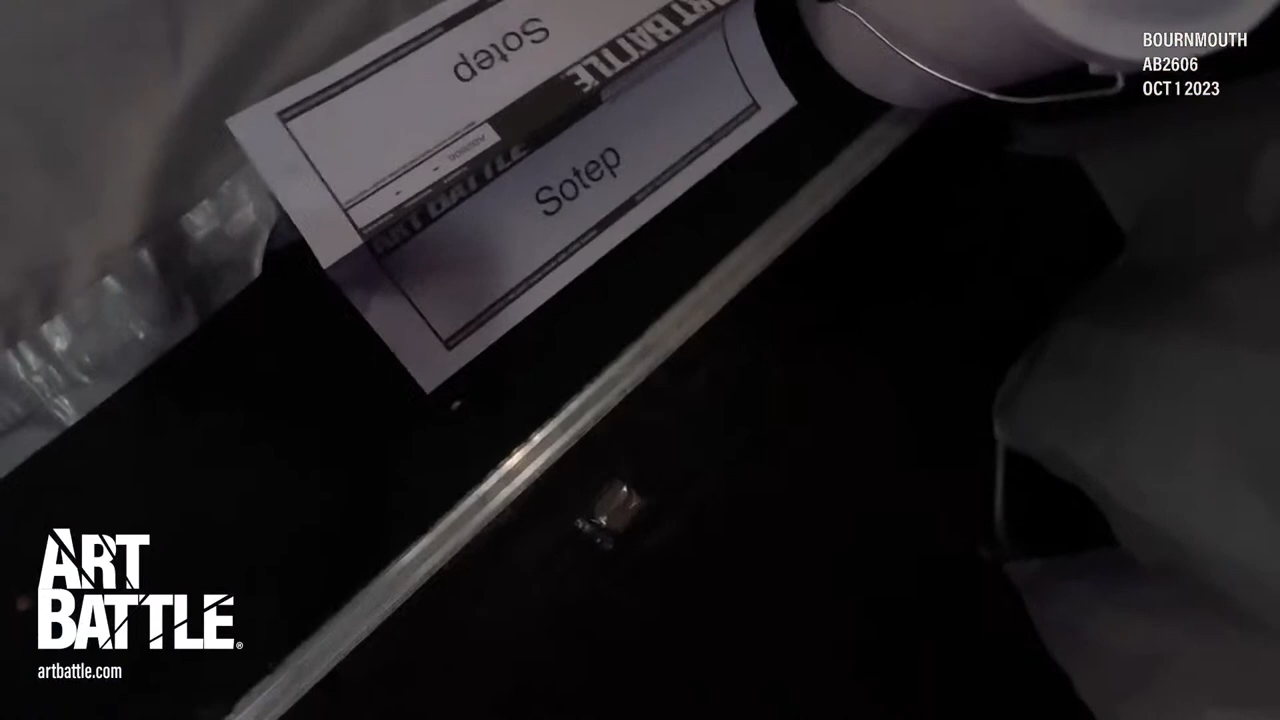 BOURNMOUTH
AB2606
OCT 1 2023
Sotep
ART BATTLE
ART BATTLE
Sotep
ART
BATTLE®
artbattle.com